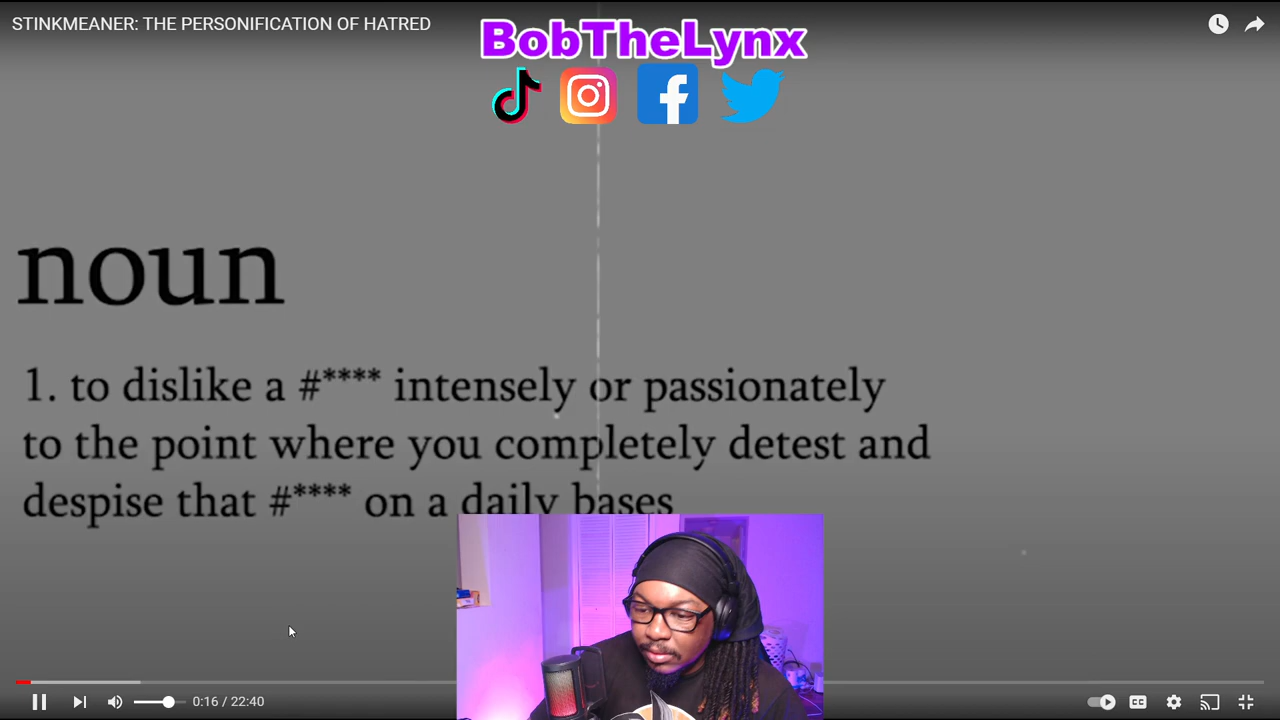 STINKMEANER: THE PERSONIFICATION OF HATRED
BobTheLynx
noun
1. to dislike a #**** intensely or passionately
to the point where you completely detest and
despise that #**** on a daily bases
0:16 / 22:40
CC